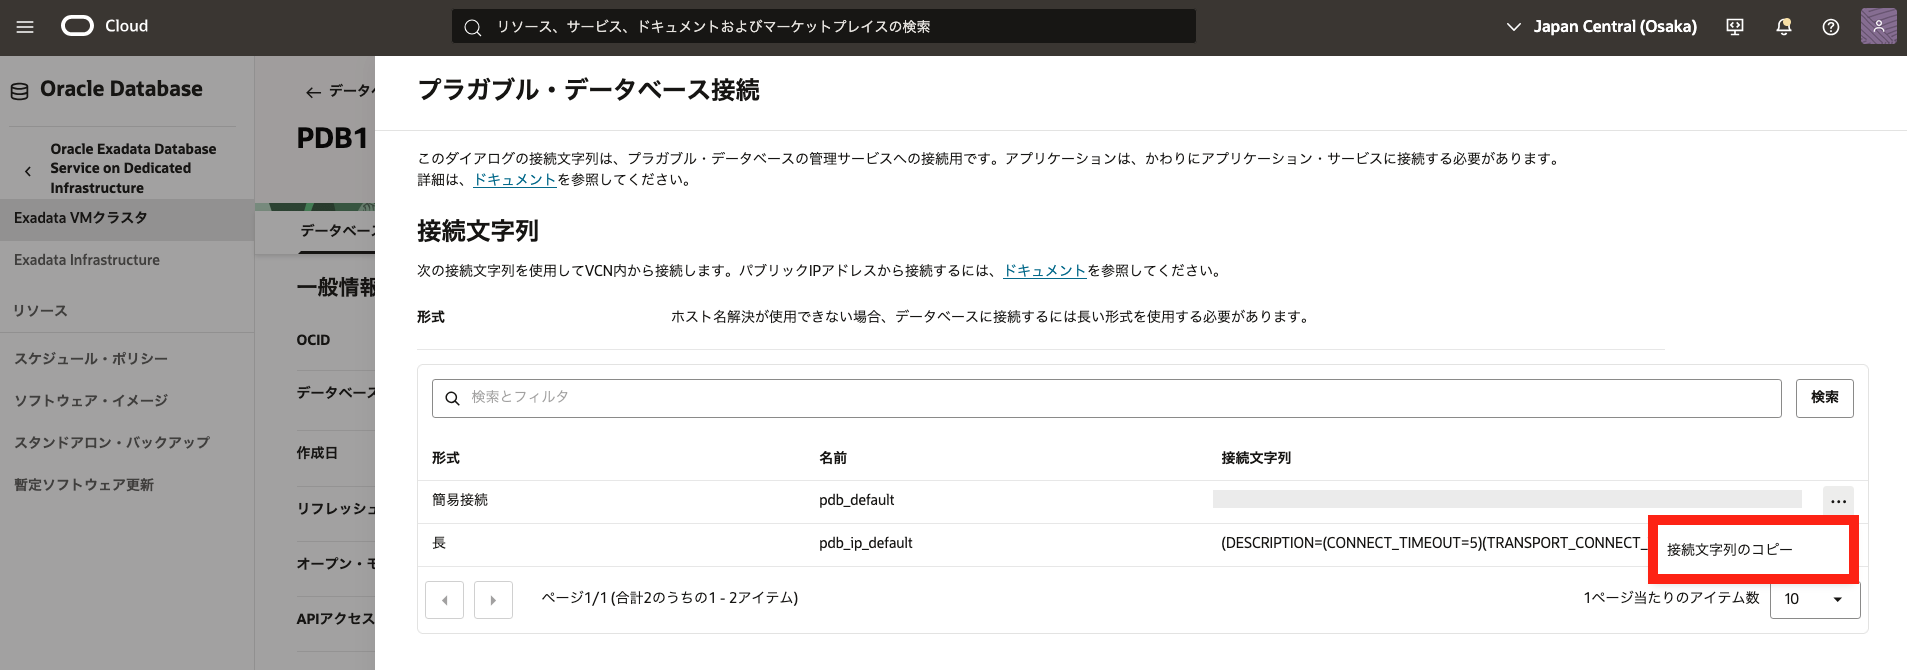 Cloud
リソース、サービス、ドキュメントおよびマーケットプレイスの検索
Japan Central (Osaka)
Oracle Database
Oracle Exadata Database
Service on Dedicated
Infrastructure
Exadata VMクラスタ
Exadata Infrastructure
リソース
スケジュール・ポリシー
ソフトウェア・イメージ
スタンドアロン・バックアップ
暫定ソフトウェア更新
← データベ
PDB1
データベース
一般情報
OCID
データベース
作成日
リフレッシュ
オープン・モ
APIアクセス
プラガブル・データベース接続
このダイアログの接続文字列は、プラガブル・データベースの管理サービスへの接続用です。アプリケーションは、かわりにアプリケーション・サービスに接続する必要があります。
詳細は、ドキュメントを参照してください。
接続文字列
次の接続文字列を使用してVCN内から接続します。パブリックIPアドレスから接続するには、ドキュメントを参照してください。
形式 ホスト名解決が使用できない場合、データベースに接続するには長い形式を使用する必要があります。
検索とフィルタ 検索
形式 名前 接続文字列
簡易接続 pdb_default
長 pdb_ip_default (DESCRIPTION=(CONNECT_TIMEOUT=5)(TRANSPORT_CONNECT_
接続文字列のコピー
ページ1/1 (合計2のうちの1 - 2アイテム) 1ページ当たりのアイテム数 10